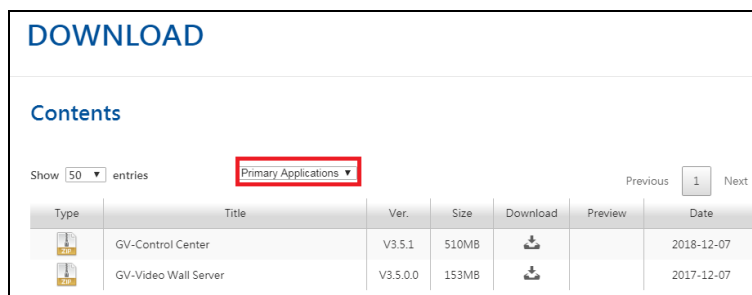 DOWNLOAD
Contents
Show 50 entries Primary Applications Previous 1 Next
Type Title Ver. Size Download Preview Date
ZIP GV-Control Center V3.5.1 510MB 2018-12-07
ZIP GV-Video Wall Server V3.5.0.0 153MB 2017-12-07